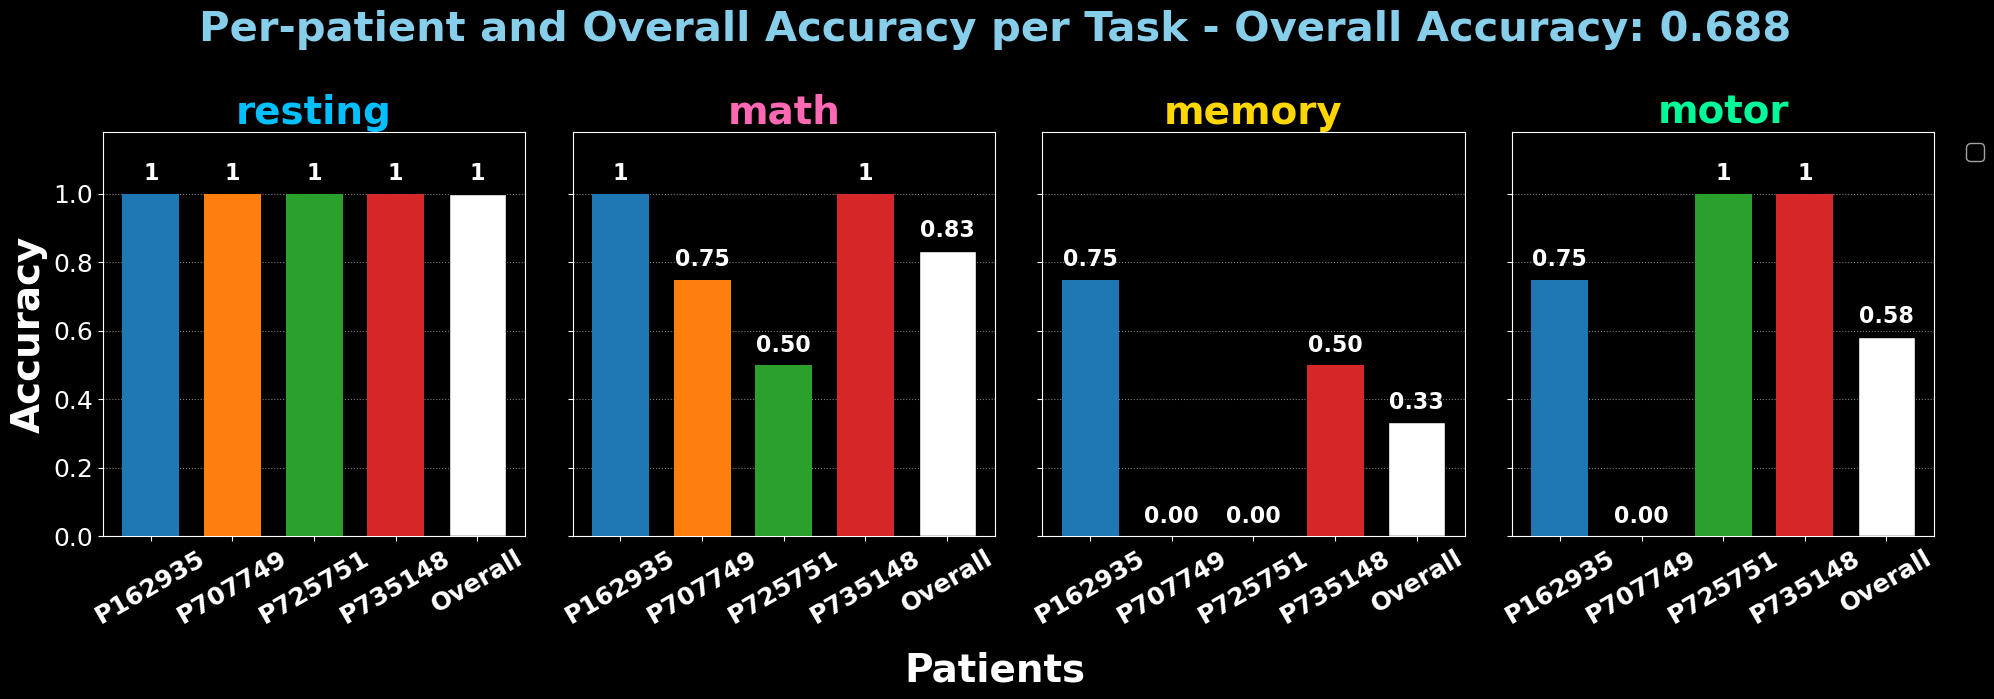 Per-patient and Overall Accuracy per Task - Overall Accuracy: 0.688
resting
math
memory
motor
Accuracy
1.0
0.8
0.6
0.4
0.2
0.0
1 1 1 1 1
1 0.75 0.50 1 0.83
0.75 0.00 0.00 0.50 0.33
0.75 0.00 1 1 0.58
P162935 P707749 P725751 P735148 Overall
P162935 P707749 P725751 P735148 Overall
P162935 P707749 P725751 P735148 Overall
P162935 P707749 P725751 P735148 Overall
Patients